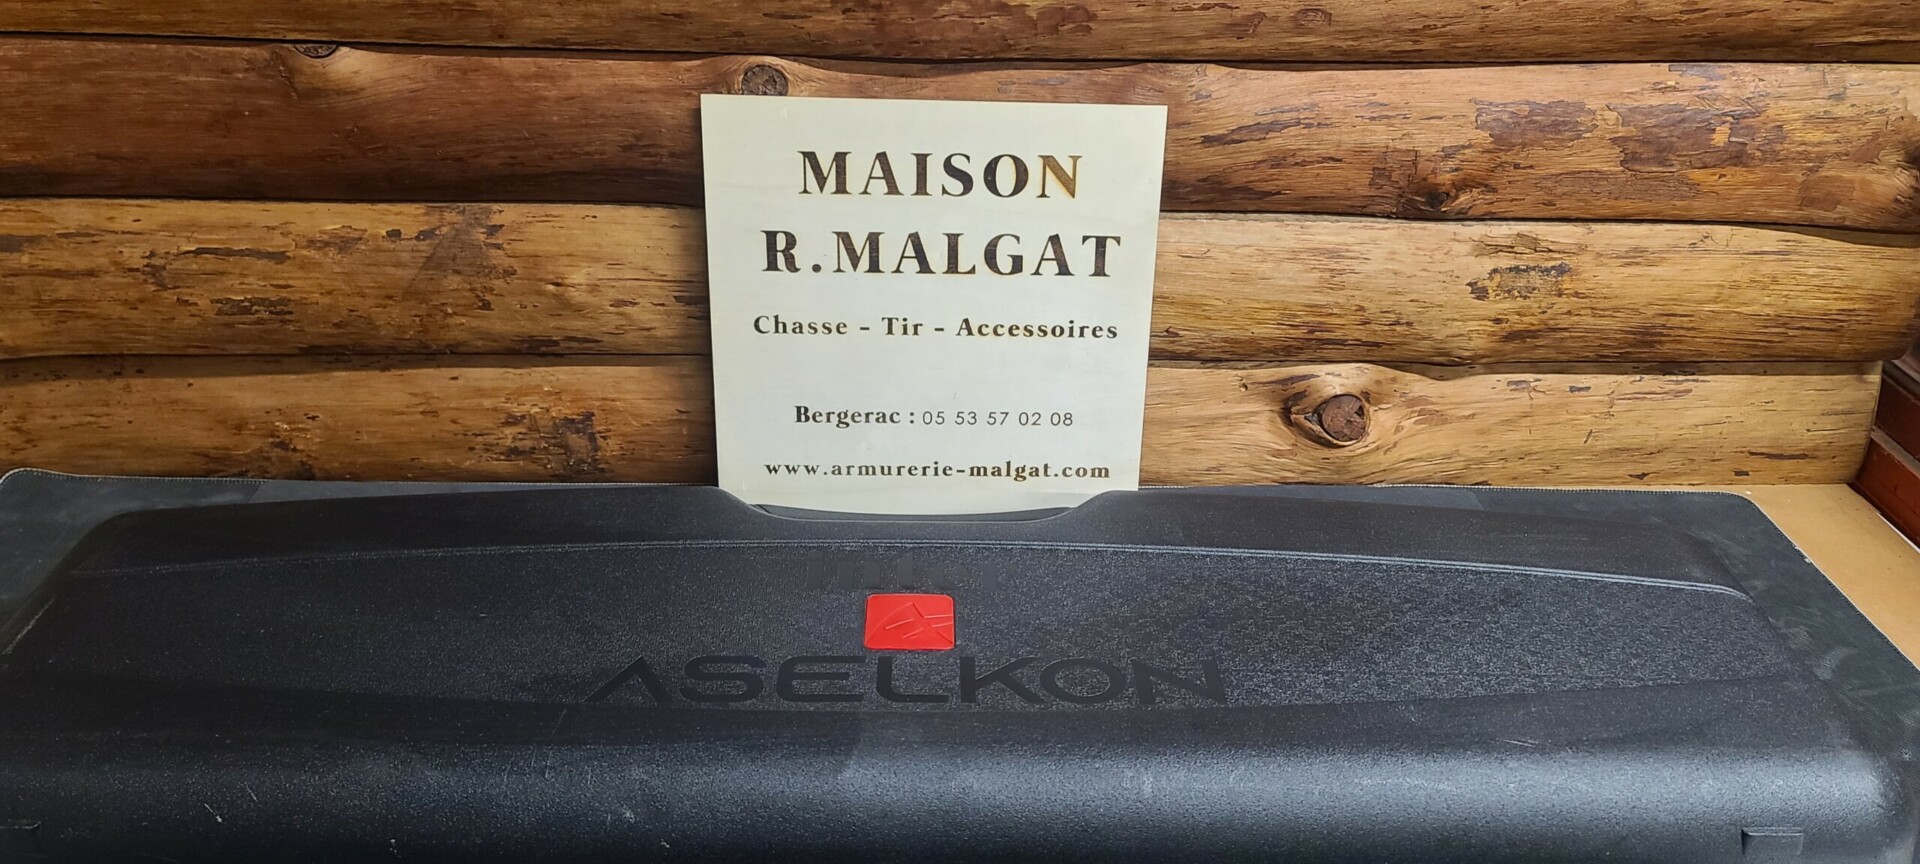 MAISON
R.MALGAT
Chasse - Tir - Accessoires
Bergerac : 05 53 57 02 08
www.armurerie-malgat.com
ASELKON